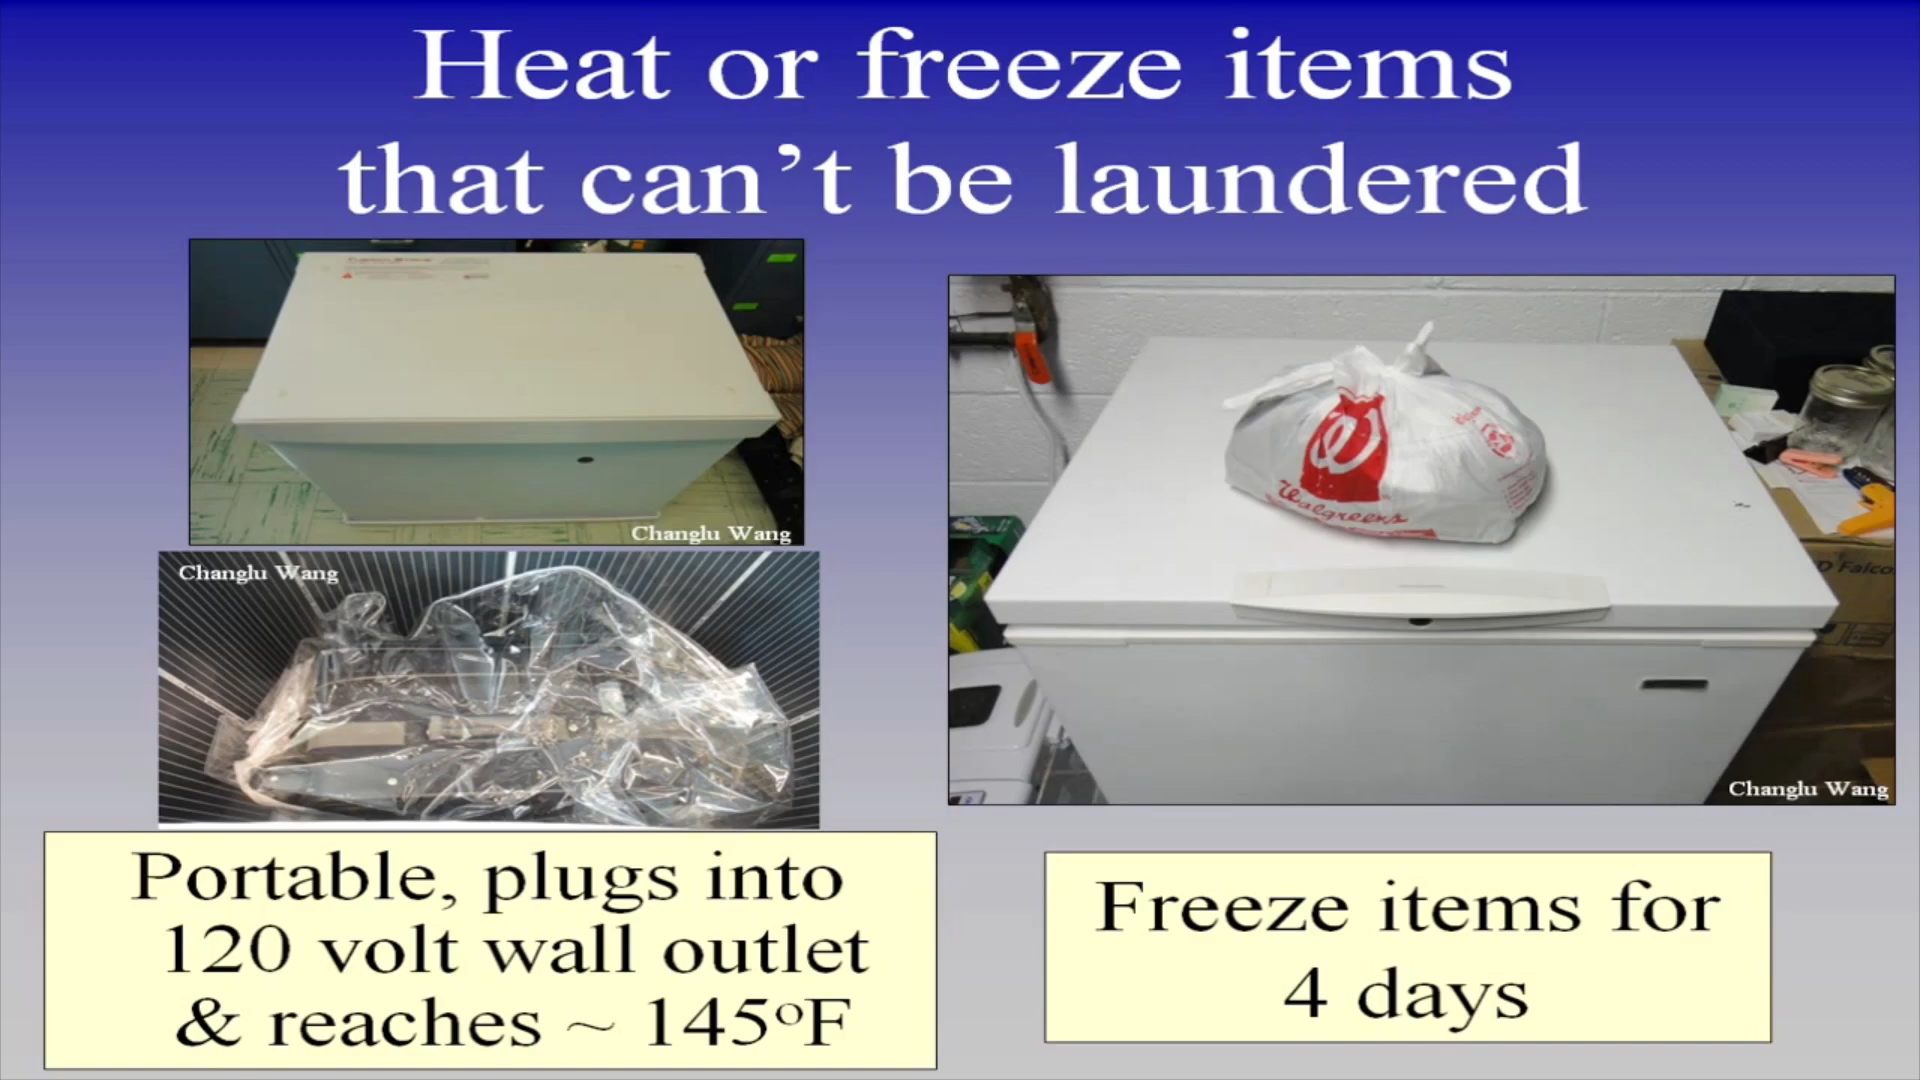 Heat or freeze items
that can’t be laundered
Changlu Wang
Changlu Wang
Portable, plugs into
120 volt wall outlet
& reaches ~ 145°F
Walgreens
D Falco
Changlu Wang
Freeze items for
4 days